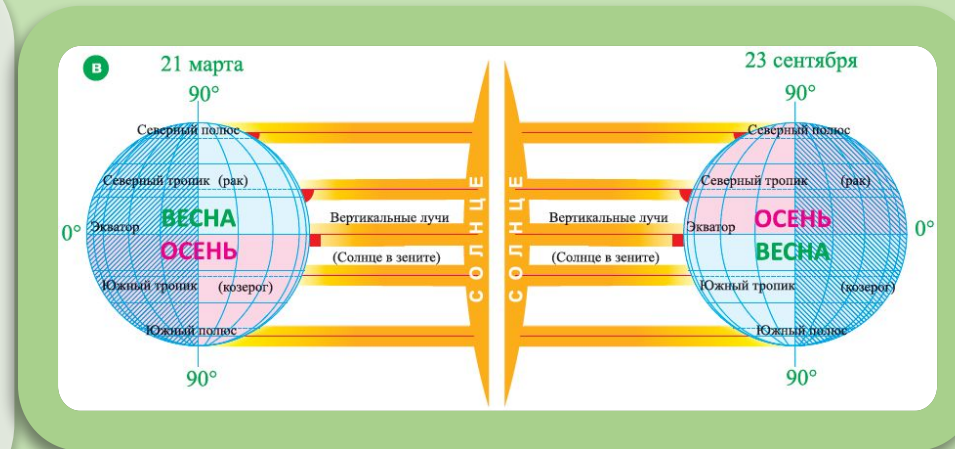 В
21 марта
90°
Северный полюс
Северный тропик (рак)
ВЕСНА
0°
Экватор
ОСЕНЬ
Южный тропик (козерог)
Южный полюс
90°
Вертикальные лучи
(Солнце в зените)
СОЛНЦЕ
СОЛНЦЕ
Вертикальные лучи
(Солнце в зените)
23 сентября
90°
Северный полюс
Северный тропик (рак)
ОСЕНЬ
Экватор
0°
ВЕСНА
Южный тропик (козерог)
Южный полюс
90°